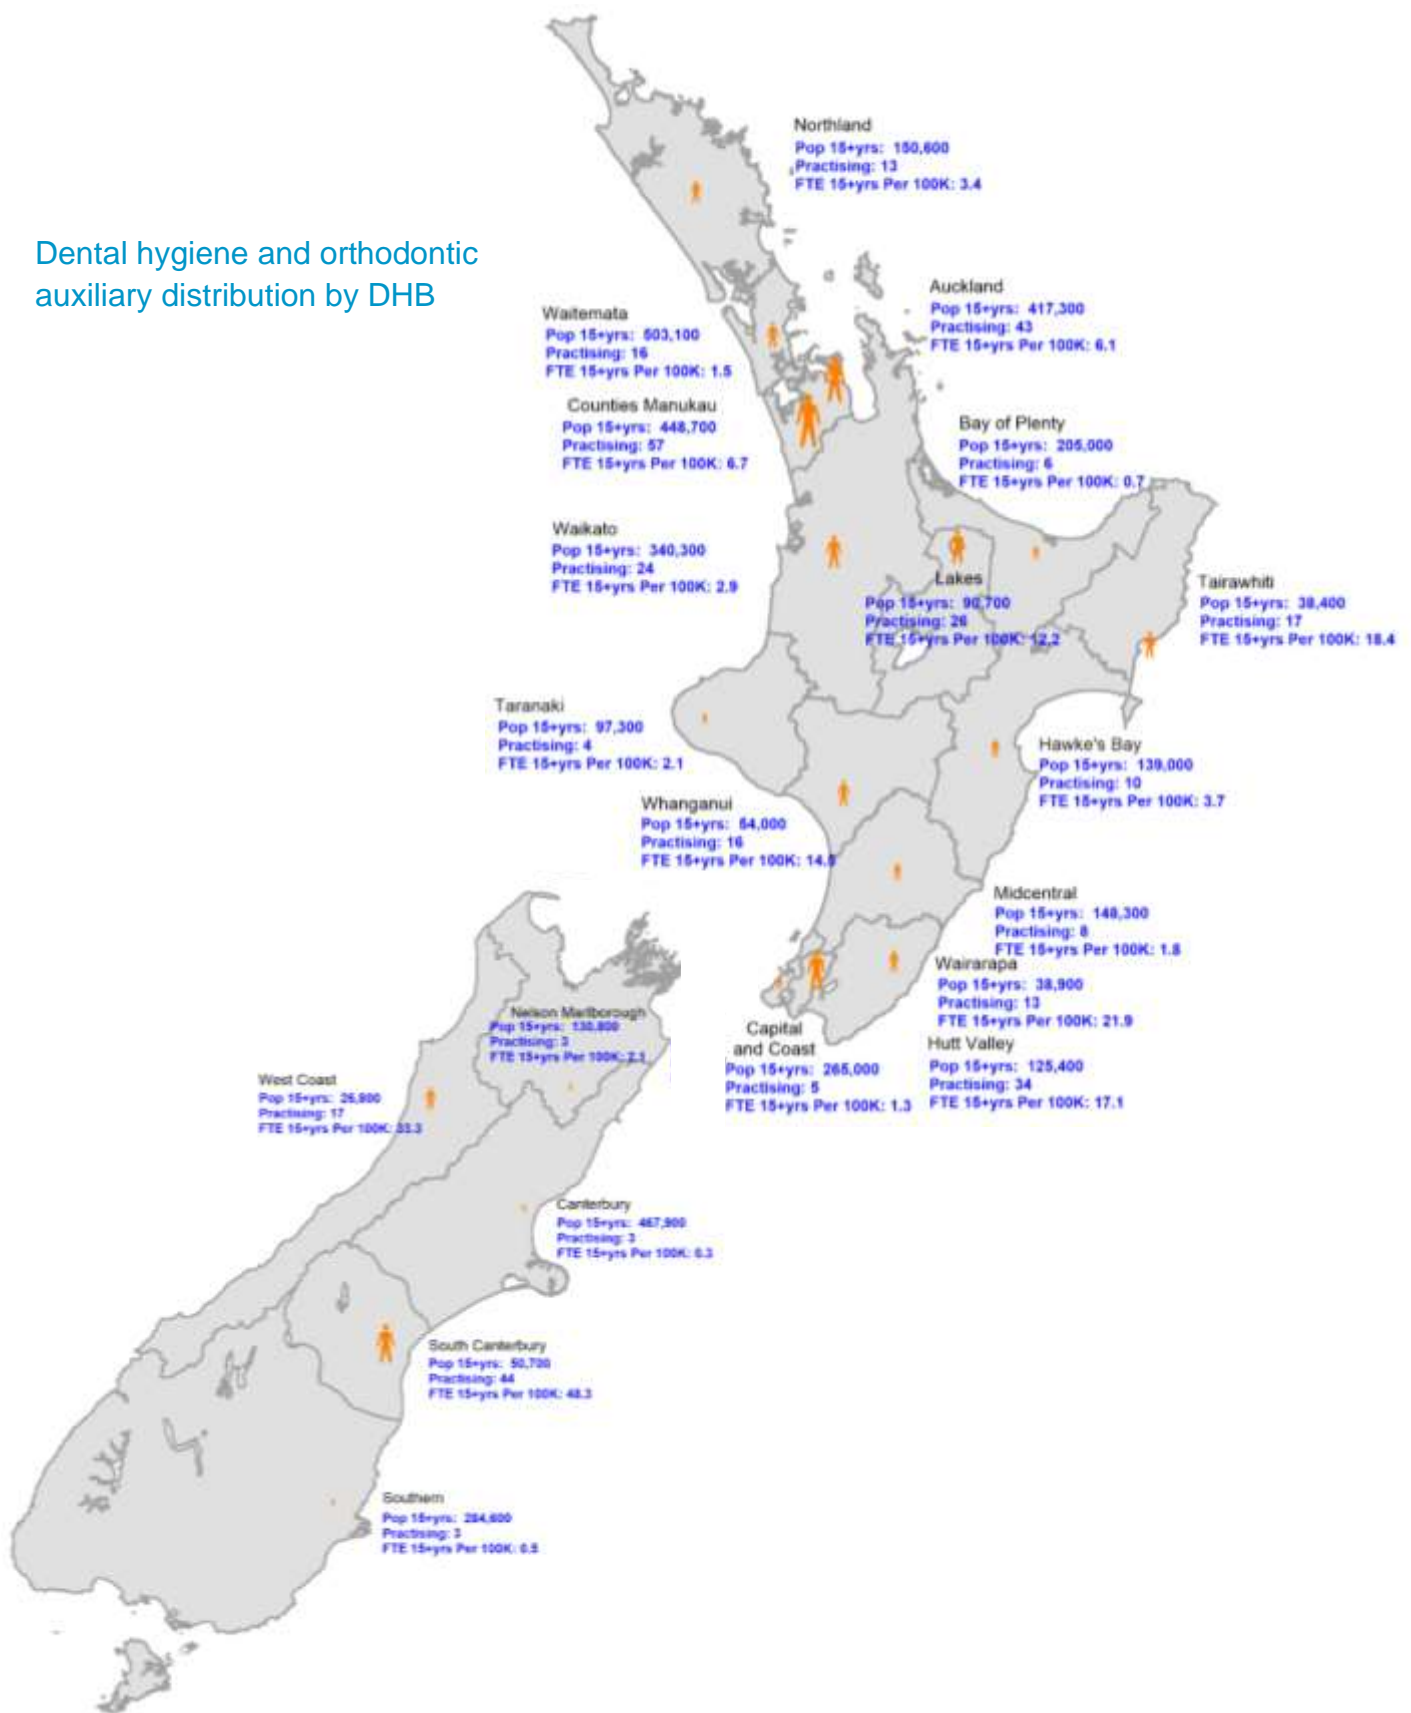 Dental hygiene and orthodontic
auxiliary distribution by DHB
Northland
Pop 15+yrs: 150,600
Practising: 13
FTE 15+yrs Per 100K: 3.4
Auckland
Pop 15+yrs: 417,300
Practising: 43
FTE 15+yrs Per 100K: 6.1
Waitemata
Pop 15+yrs: 503,100
Practising: 16
FTE 15+yrs Per 100K: 1.5
Counties Manukau
Pop 15+yrs: 448,700
Practising: 57
FTE 15+yrs Per 100K: 6.7
Bay of Plenty
Pop 15+yrs: 205,000
Practising: 6
FTE 15+yrs Per 100K: 0.7
Waikato
Pop 15+yrs: 340,300
Practising: 24
FTE 15+yrs Per 100K: 2.9
Lakes
Pop 15+yrs: 90,700
Practising: 26
FTE 15+yrs Per 100K: 12.2
Tairawhiti
Pop 15+yrs: 38,400
Practising: 17
FTE 15+yrs Per 100K: 18.4
Taranaki
Pop 15+yrs: 97,300
Practising: 4
FTE 15+yrs Per 100K: 2.1
Hawke's Bay
Pop 15+yrs: 139,000
Practising: 10
FTE 15+yrs Per 100K: 3.7
Whanganui
Pop 15+yrs: 54,000
Practising: 16
FTE 15+yrs Per 100K:
Midcentral
Pop 15+yrs: 148,300
Practising: 8
FTE 15+yrs Per 100K: 1.8
Wairarapa
Pop 15+yrs: 38,900
Practising: 13
FTE 15+yrs Per 100K: 21.9
Capital
and Coast
Pop 15+yrs: 265,000
Practising: 5
FTE 15+yrs Per 100K: 1.3
Hutt Valley
Pop 15+yrs: 125,400
Practising: 34
FTE 15+yrs Per 100K: 17.1
Nelson Marlborough
Pop 15+yrs: 130,800
Practising: 3
FTE 15+yrs Per 100K: 2.1
West Coast
Pop 15+yrs: 26,900
Practising: 17
FTE 15+yrs Per 100K: 33.3
Canterbury
Pop 15+yrs: 467,900
Practising: 3
FTE 15+yrs Per 100K: 0.3
South Canterbury
Pop 15+yrs: 50,700
Practising: 44
FTE 15+yrs Per 100K: 48.3
Southern
Pop 15+yrs: 284,600
Practising: 3
FTE 15+yrs Per 100K: 0.5